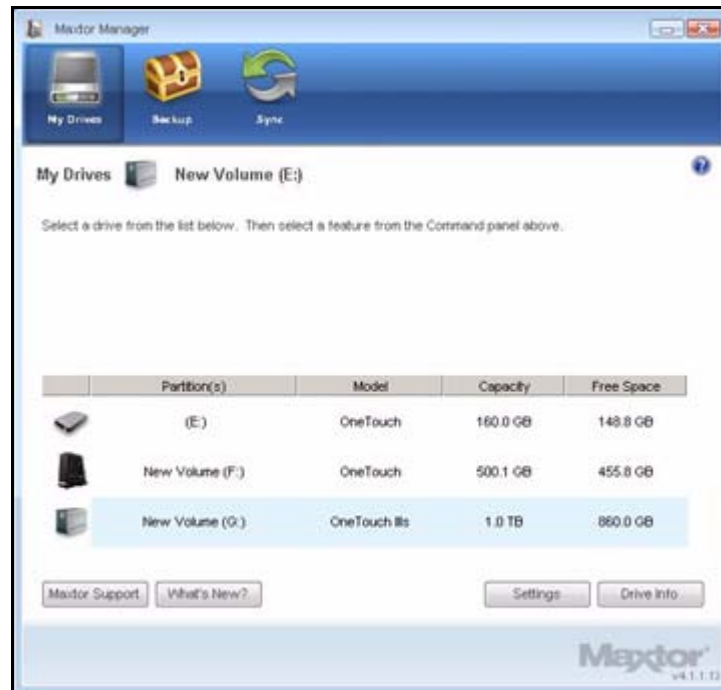 Maxtor Manager
My Drives Backup Sync
My Drives New Volume (E:)
Select a drive from the list below. Then select a feature from the Command panel above.
Partition(s) Model Capacity Free Space
(E:) OneTouch 160.0 GB 148.8 GB
New Volume (F:) OneTouch 500.1 GB 455.8 GB
New Volume (G:) OneTouch IIIs 1.0 TB 860.0 GB
Maxtor Support What's New? Settings Drive Info
Maxtor